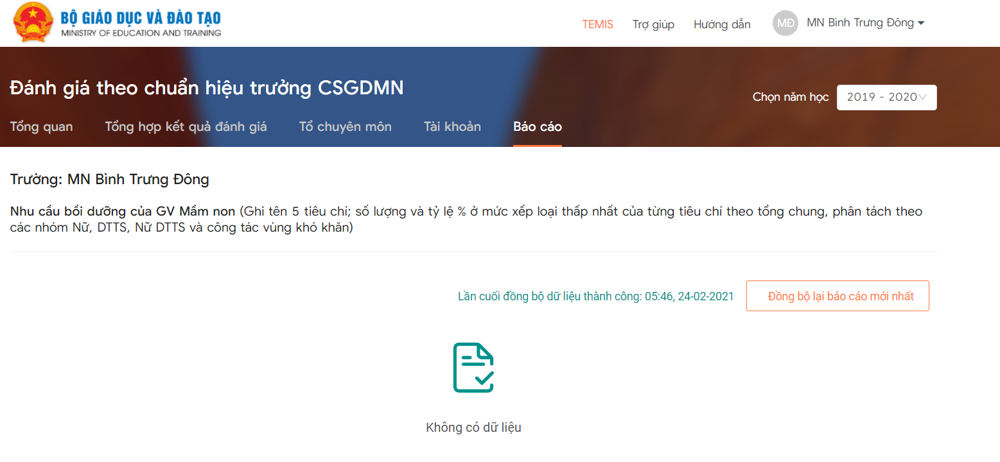 BỘ GIÁO DỤC VÀ ĐÀO TẠO
MINISTRY OF EDUCATION AND TRAINING
TEMIS Trợ giúp Hướng dẫn MĐ MN Bình Trưng Đông
Đánh giá theo chuẩn hiệu trưởng CSGDMN
Chọn năm học 2019 - 2020
Tổng quan Tổng hợp kết quả đánh giá Tổ chuyên môn Tài khoản Báo cáo
Trường: MN Bình Trưng Đông
Nhu cầu bồi dưỡng của GV Mầm non (Ghi tên 5 tiêu chí; số lượng và tỷ lệ % ở mức xếp loại thấp nhất của từng tiêu chí theo tổng chung, phân tách theo
các nhóm Nữ, DTTS, Nữ DTTS và công tác vùng khó khăn)
Lần cuối đồng bộ dữ liệu thành công: 05:46, 24-02-2021 Đồng bộ lại báo cáo mới nhất
Không có dữ liệu